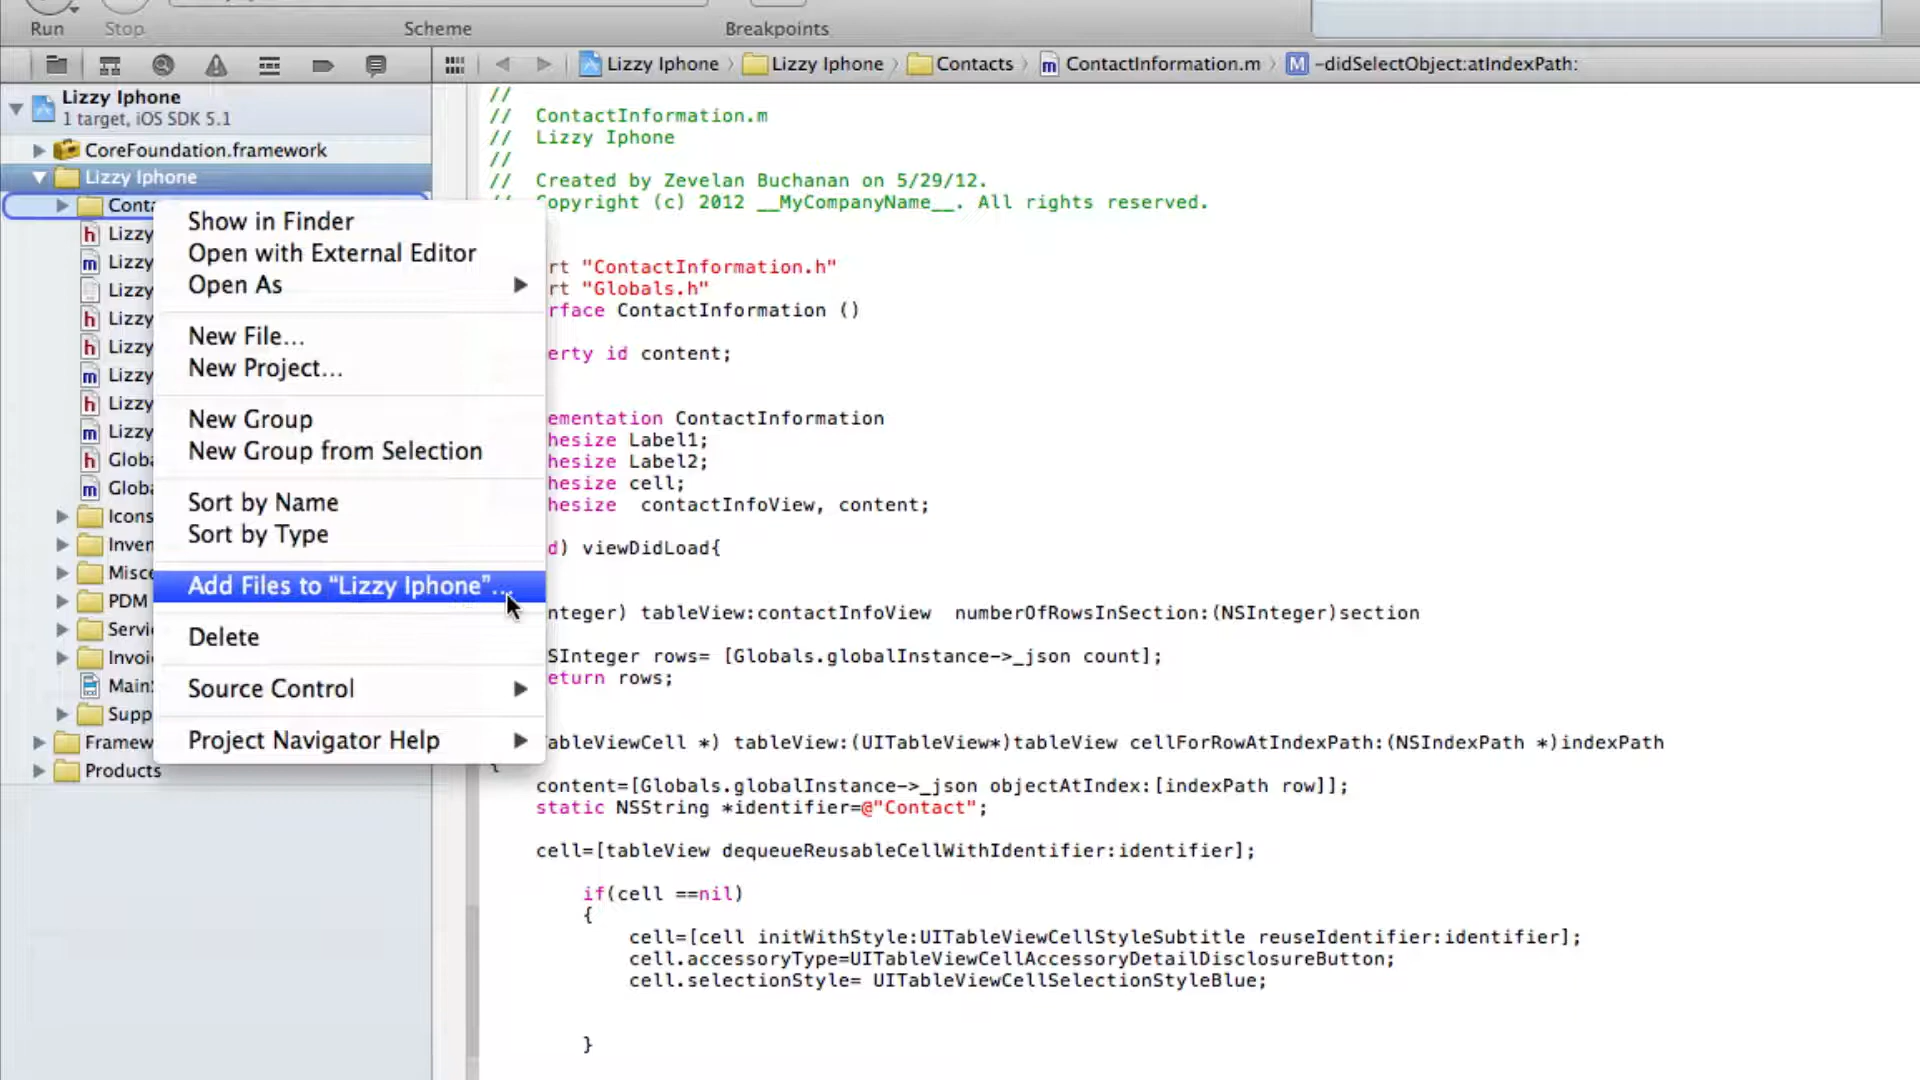 Run Stop Scheme Breakpoints
Lizzy Iphone Lizzy Iphone Contacts m ContactInformation.m M -didSelectObject:atIndexPath:
Lizzy Iphone
1 target, iOS SDK 5.1
CoreFoundation.framework
Lizzy Iphone
Conta
h Lizzy
m Lizzy
Lizzy
h Lizzy
h Lizzy
m Lizzy
h Lizzy
m Lizzy
h Globa
m Globa
Icons
Inven
Misce
PDM
Servi
Invoi
MainS
Supp
Framew
Products
Show in Finder
Open with External Editor
Open As
New File...
New Project...
New Group
New Group from Selection
Sort by Name
Sort by Type
Add Files to “Lizzy Iphone”...
Delete
Source Control
Project Navigator Help
//
// ContactInformation.m
// Lizzy Iphone
//
// Created by Zevelan Buchanan on 5/29/12.
// Copyright (c) 2012 __MyCompanyName__. All rights reserved.
rt "ContactInformation.h"
rt "Globals.h"
rface ContactInformation ()
erty id content;
ementation ContactInformation
hesize Label1;
hesize Label2;
hesize cell;
hesize contactInfoView, content;
d) viewDidLoad{
nteger) tableView:contactInfoView numberOfRowsInSection:(NSInteger)section
SInteger rows= [Globals.globalInstance->_json count];
eturn rows;
ableViewCell *) tableView:(UITableView*)tableView cellForRowAtIndexPath:(NSIndexPath *)indexPath
{
content=[Globals.globalInstance->_json objectAtIndex:[indexPath row]];
static NSString *identifier=@"Contact";
cell=[tableView dequeueReusableCellWithIdentifier:identifier];
if(cell ==nil)
{
cell=[cell initWithStyle:UITableViewCellStyleSubtitle reuseIdentifier:identifier];
cell.accessoryType=UITableViewCellAccessoryDetailDisclosureButton;
cell.selectionStyle= UITableViewCellSelectionStyleBlue;
}